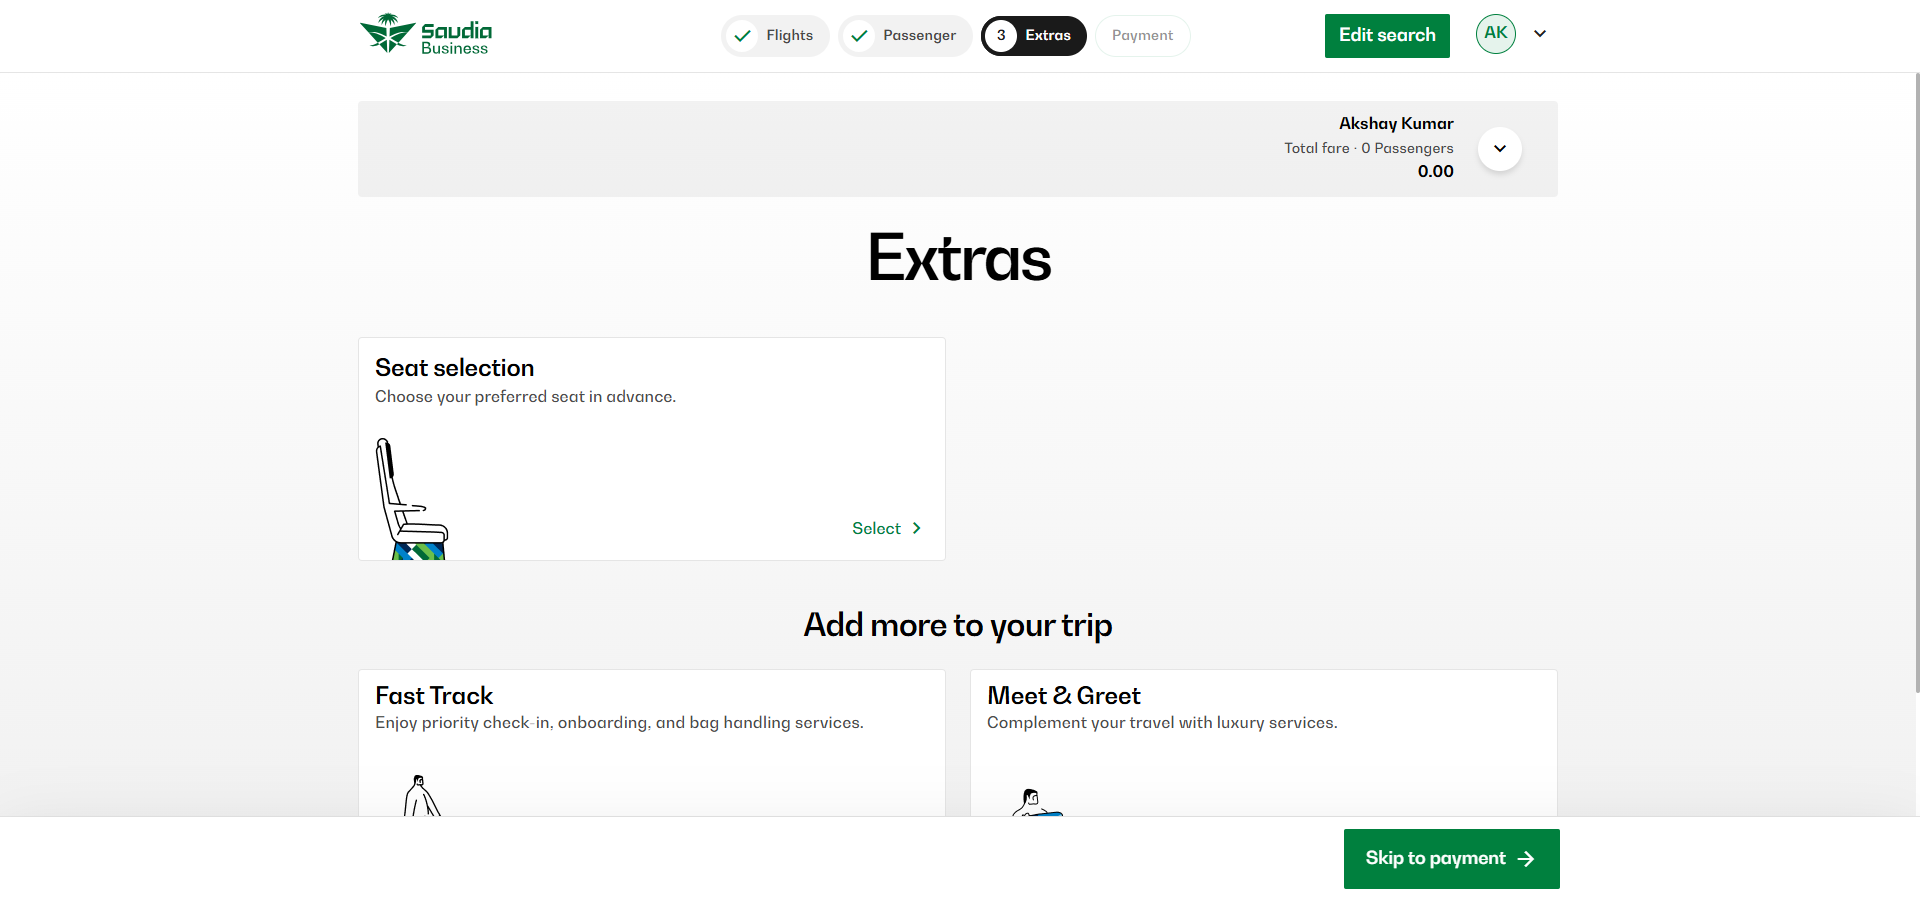 Saudia
Business
Flights
Passenger
3
Extras
Payment
Edit search
AK
Akshay Kumar
Total fare · 0 Passengers
0.00
Extras
Seat selection
Choose your preferred seat in advance.
Select
Add more to your trip
Fast Track
Enjoy priority check-in, onboarding, and bag handling services.
Meet & Greet
Complement your travel with luxury services.
Skip to payment